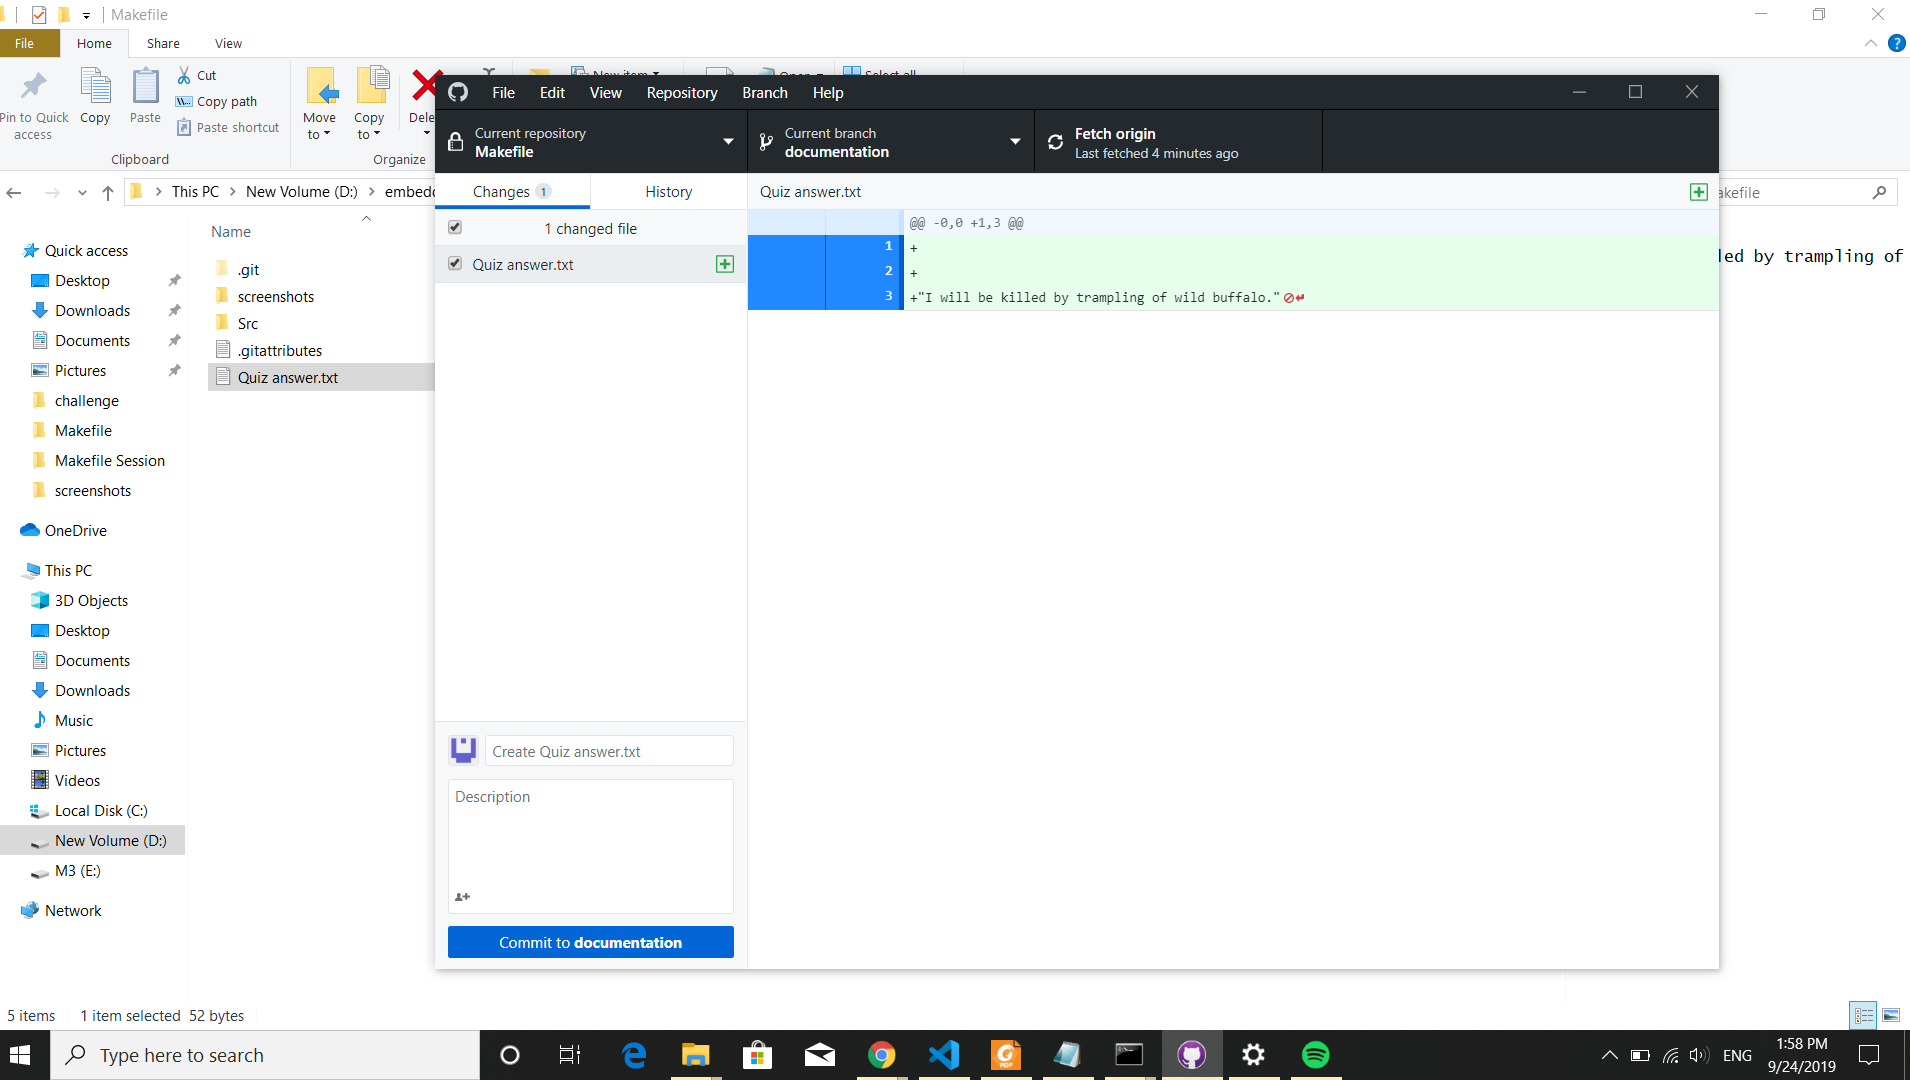 Makefile
File Home Share View
Cut
Copy path
Paste shortcut
Pin to Quick access
Copy
Paste
Move to
Copy to
Clipboard
Organize
New item
Open
Select all
This PC > New Volume (D:) >
Quick access
Desktop
Downloads
Documents
Pictures
challenge
Makefile
Makefile Session
screenshots
OneDrive
This PC
3D Objects
Desktop
Documents
Downloads
Music
Pictures
Videos
Local Disk (C:)
New Volume (D:)
M3 (E:)
Network
Name
.git
screenshots
Src
.gitattributes
Quiz answer.txt
File Edit View Repository Branch Help
Current repository
Makefile
Current branch
documentation
Fetch origin
Last fetched 4 minutes ago
Changes 1
History
1 changed file
Quiz answer.txt
Quiz answer.txt
@@ -0,0 +1,3 @@
1 +
2 +
3 +"I will be killed by trampling of wild buffalo."
Create Quiz answer.txt
Description
Commit to documentation
by trampling of
5 items 1 item selected 52 bytes
Type here to search
ENG
1:58 PM
9/24/2019